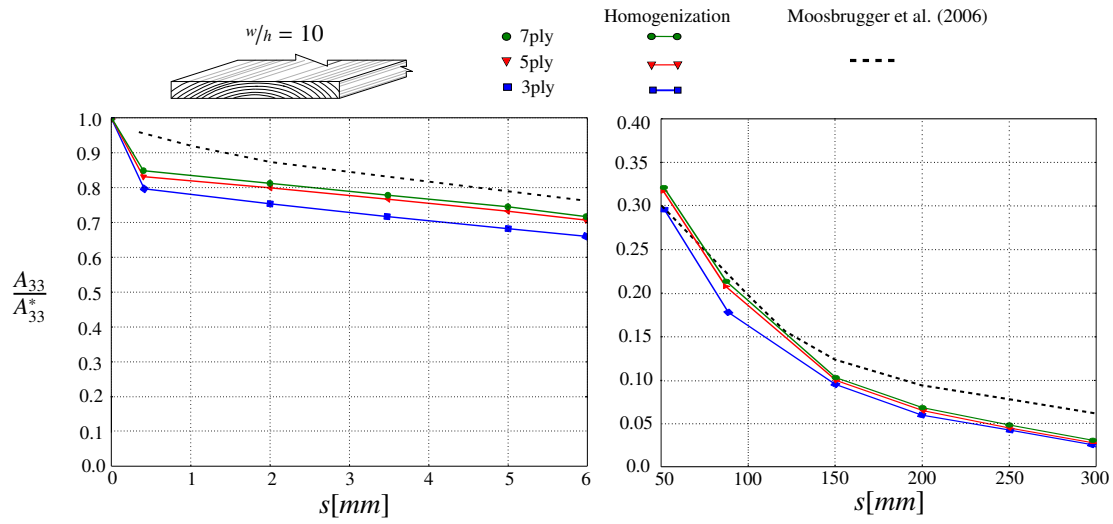 w/h = 10
7ply
5ply
3ply
Homogenization
Moosbrugger et al. (2006)
A33
A*33
1.0
0.9
0.8
0.7
0.6
0.5
0.4
0.3
0.2
0.1
0.0
0 1 2 3 4 5 6
s[mm]
0.40
0.35
0.30
0.25
0.20
0.15
0.10
0.05
0.00
50 100 150 200 250 300
s[mm]